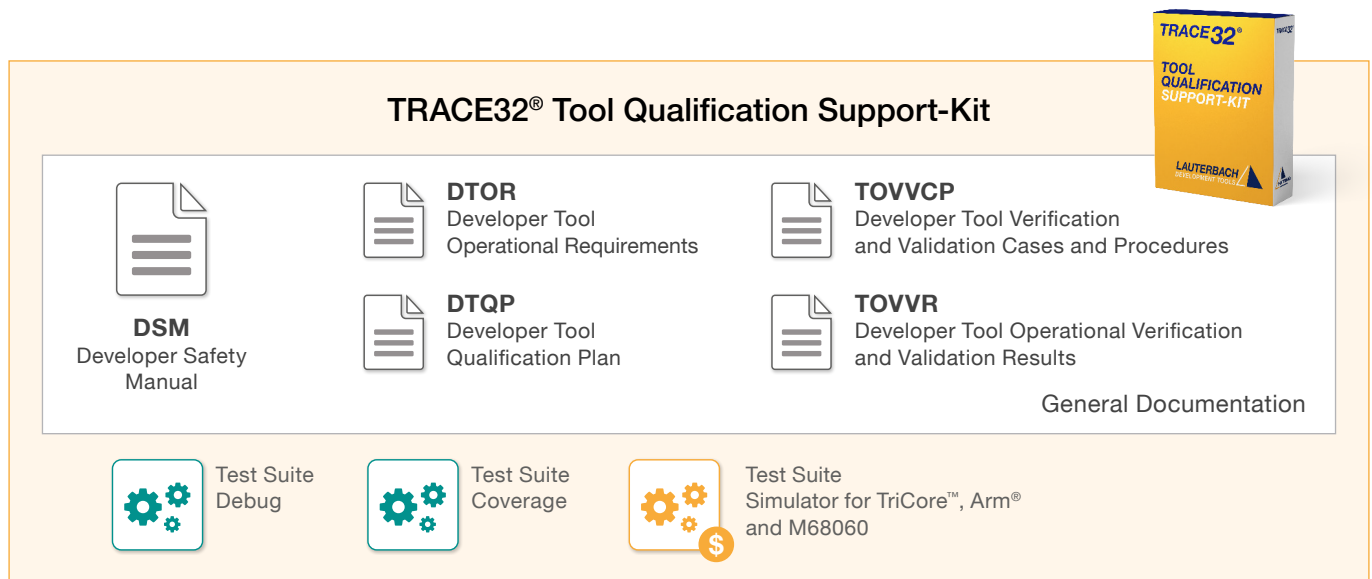 TRACE32®
TOOL
QUALIFICATION
SUPPORT-KIT
LAUTERBACH
DEVELOPMENT TOOLS
TRACE32® Tool Qualification Support-Kit
DSM
Developer Safety
Manual
DTOR
Developer Tool
Operational Requirements
DTQP
Developer Tool
Qualification Plan
TOVVCP
Developer Tool Verification
and Validation Cases and Procedures
TOVVR
Developer Tool Operational Verification
and Validation Results
General Documentation
Test Suite
Debug
Test Suite
Coverage
$
Test Suite
Simulator for TriCore™, Arm®
and M68060